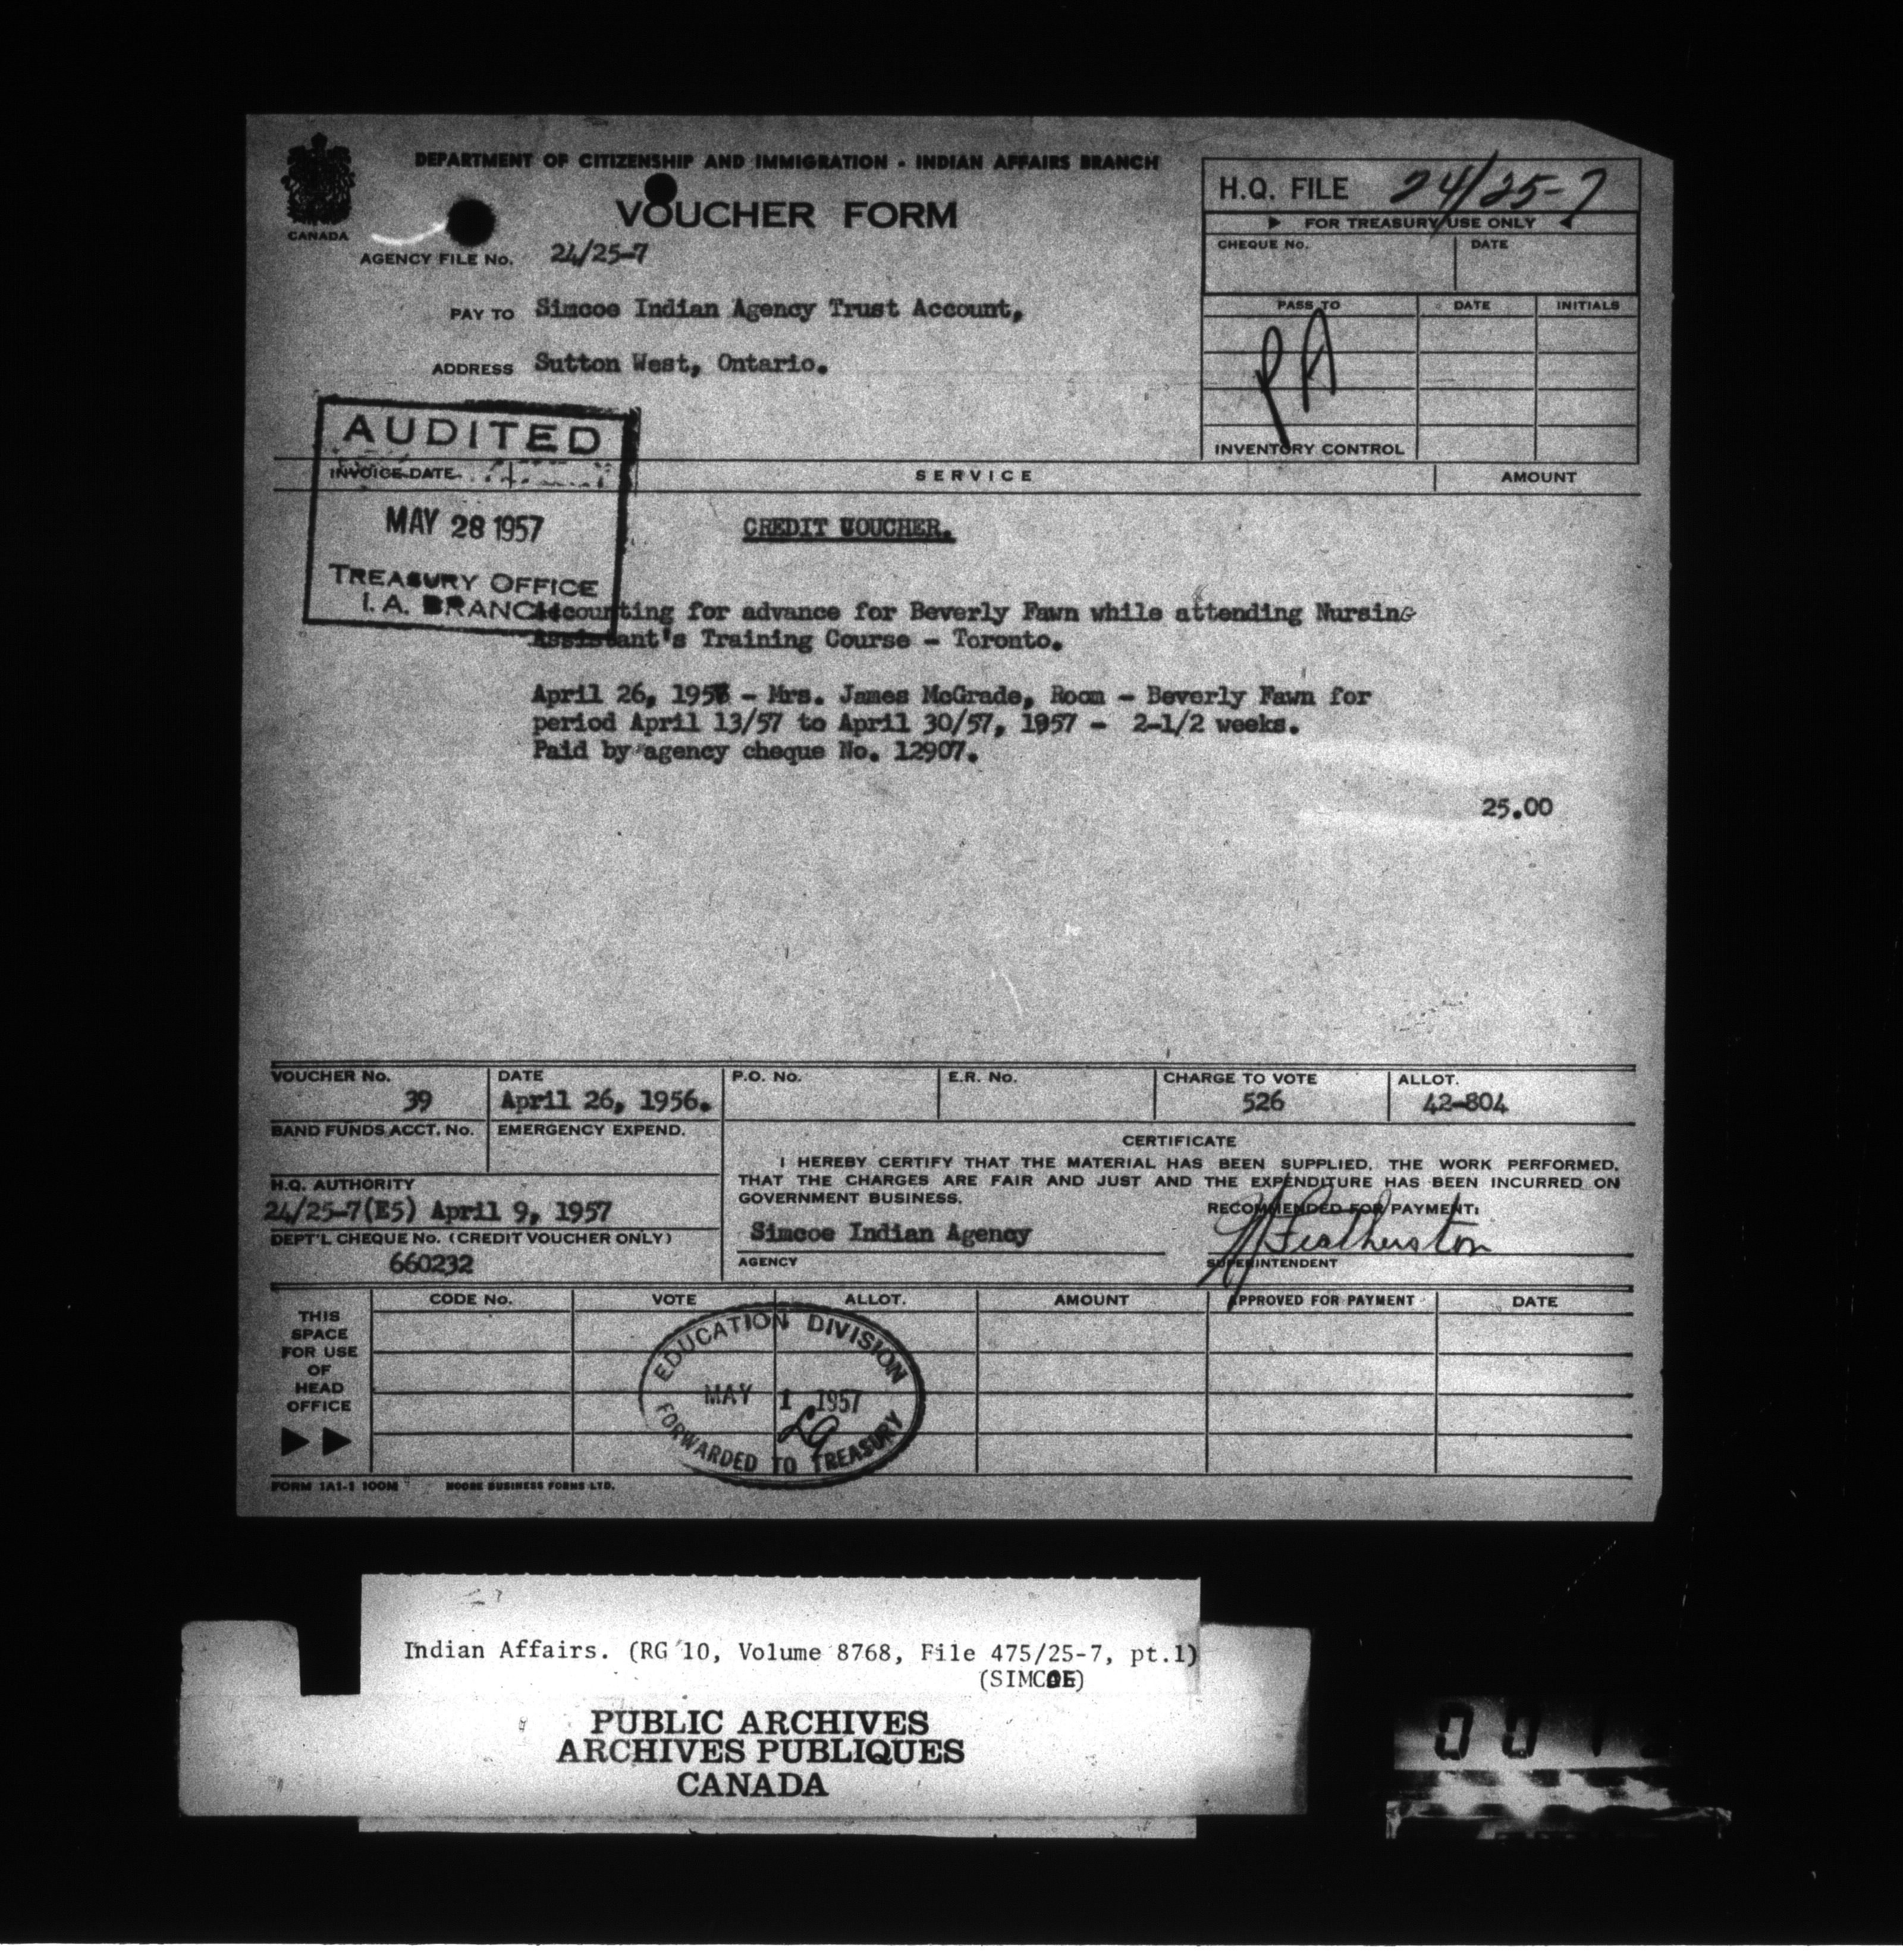 DEPARTMENT OF CITIZENSHIP AND IMMIGRATION - INDIAN AFFAIRS BRANCH
CANADA
VOUCHER FORM
H.Q. FILE 24/25-7
FOR TREASURY USE ONLY
CHEQUE No. DATE
AGENCY FILE No. 24/25-7
PAY TO Simcoe Indian Agency Trust Account,
PASS TO DATE INITIALS
PA
ADDRESS Sutton West, Ontario.
INVENTORY CONTROL
AUDITED
MAY 28 1957
TREASURY OFFICE
I.A. BRANCH
INVOICE DATE SERVICE AMOUNT
CREDIT VOUCHER.
Accounting for advance for Beverly Fawn while attending Nursing
Assistant's Training Course - Toronto.
April 26, 195 - Mrs. James McGrade, Room - Beverly Fawn for
period April 13/57 to April 30/57, 1957 - 2-1/2 weeks.
Paid by agency cheque No. 12907.
25.00
VOUCHER No. DATE P.O. No. E.R. No. CHARGE TO VOTE ALLOT.
39 April 26, 1956. 526 42-804
BAND FUNDS ACCT. No. EMERGENCY EXPEND.
CERTIFICATE
I HEREBY CERTIFY THAT THE MATERIAL HAS BEEN SUPPLIED, THE WORK PERFORMED,
THAT THE CHARGES ARE FAIR AND JUST AND THE EXPENDITURE HAS BEEN INCURRED ON
GOVERNMENT BUSINESS.
H.Q. AUTHORITY
24/25-7(E5) April 9, 1957
RECOMMENDED FOR PAYMENT:
Simcoe Indian Agency Featherston
DEPT'L CHEQUE No. (CREDIT VOUCHER ONLY)
660232
AGENCY SUPERINTENDENT
THIS
SPACE
FOR USE
OF
HEAD
OFFICE
CODE No. VOTE ALLOT. AMOUNT APPROVED FOR PAYMENT DATE
EDUCATION DIVISION
MAY 1 1957
FORWARDED TO TREASURY
FORM 1A1-1 100M MOORE BUSINESS FORMS LTD.
Indian Affairs. (RG 10, Volume 8768, File 475/25-7, pt.1)
(SIMCOE)
PUBLIC ARCHIVES
ARCHIVES PUBLIQUES
CANADA